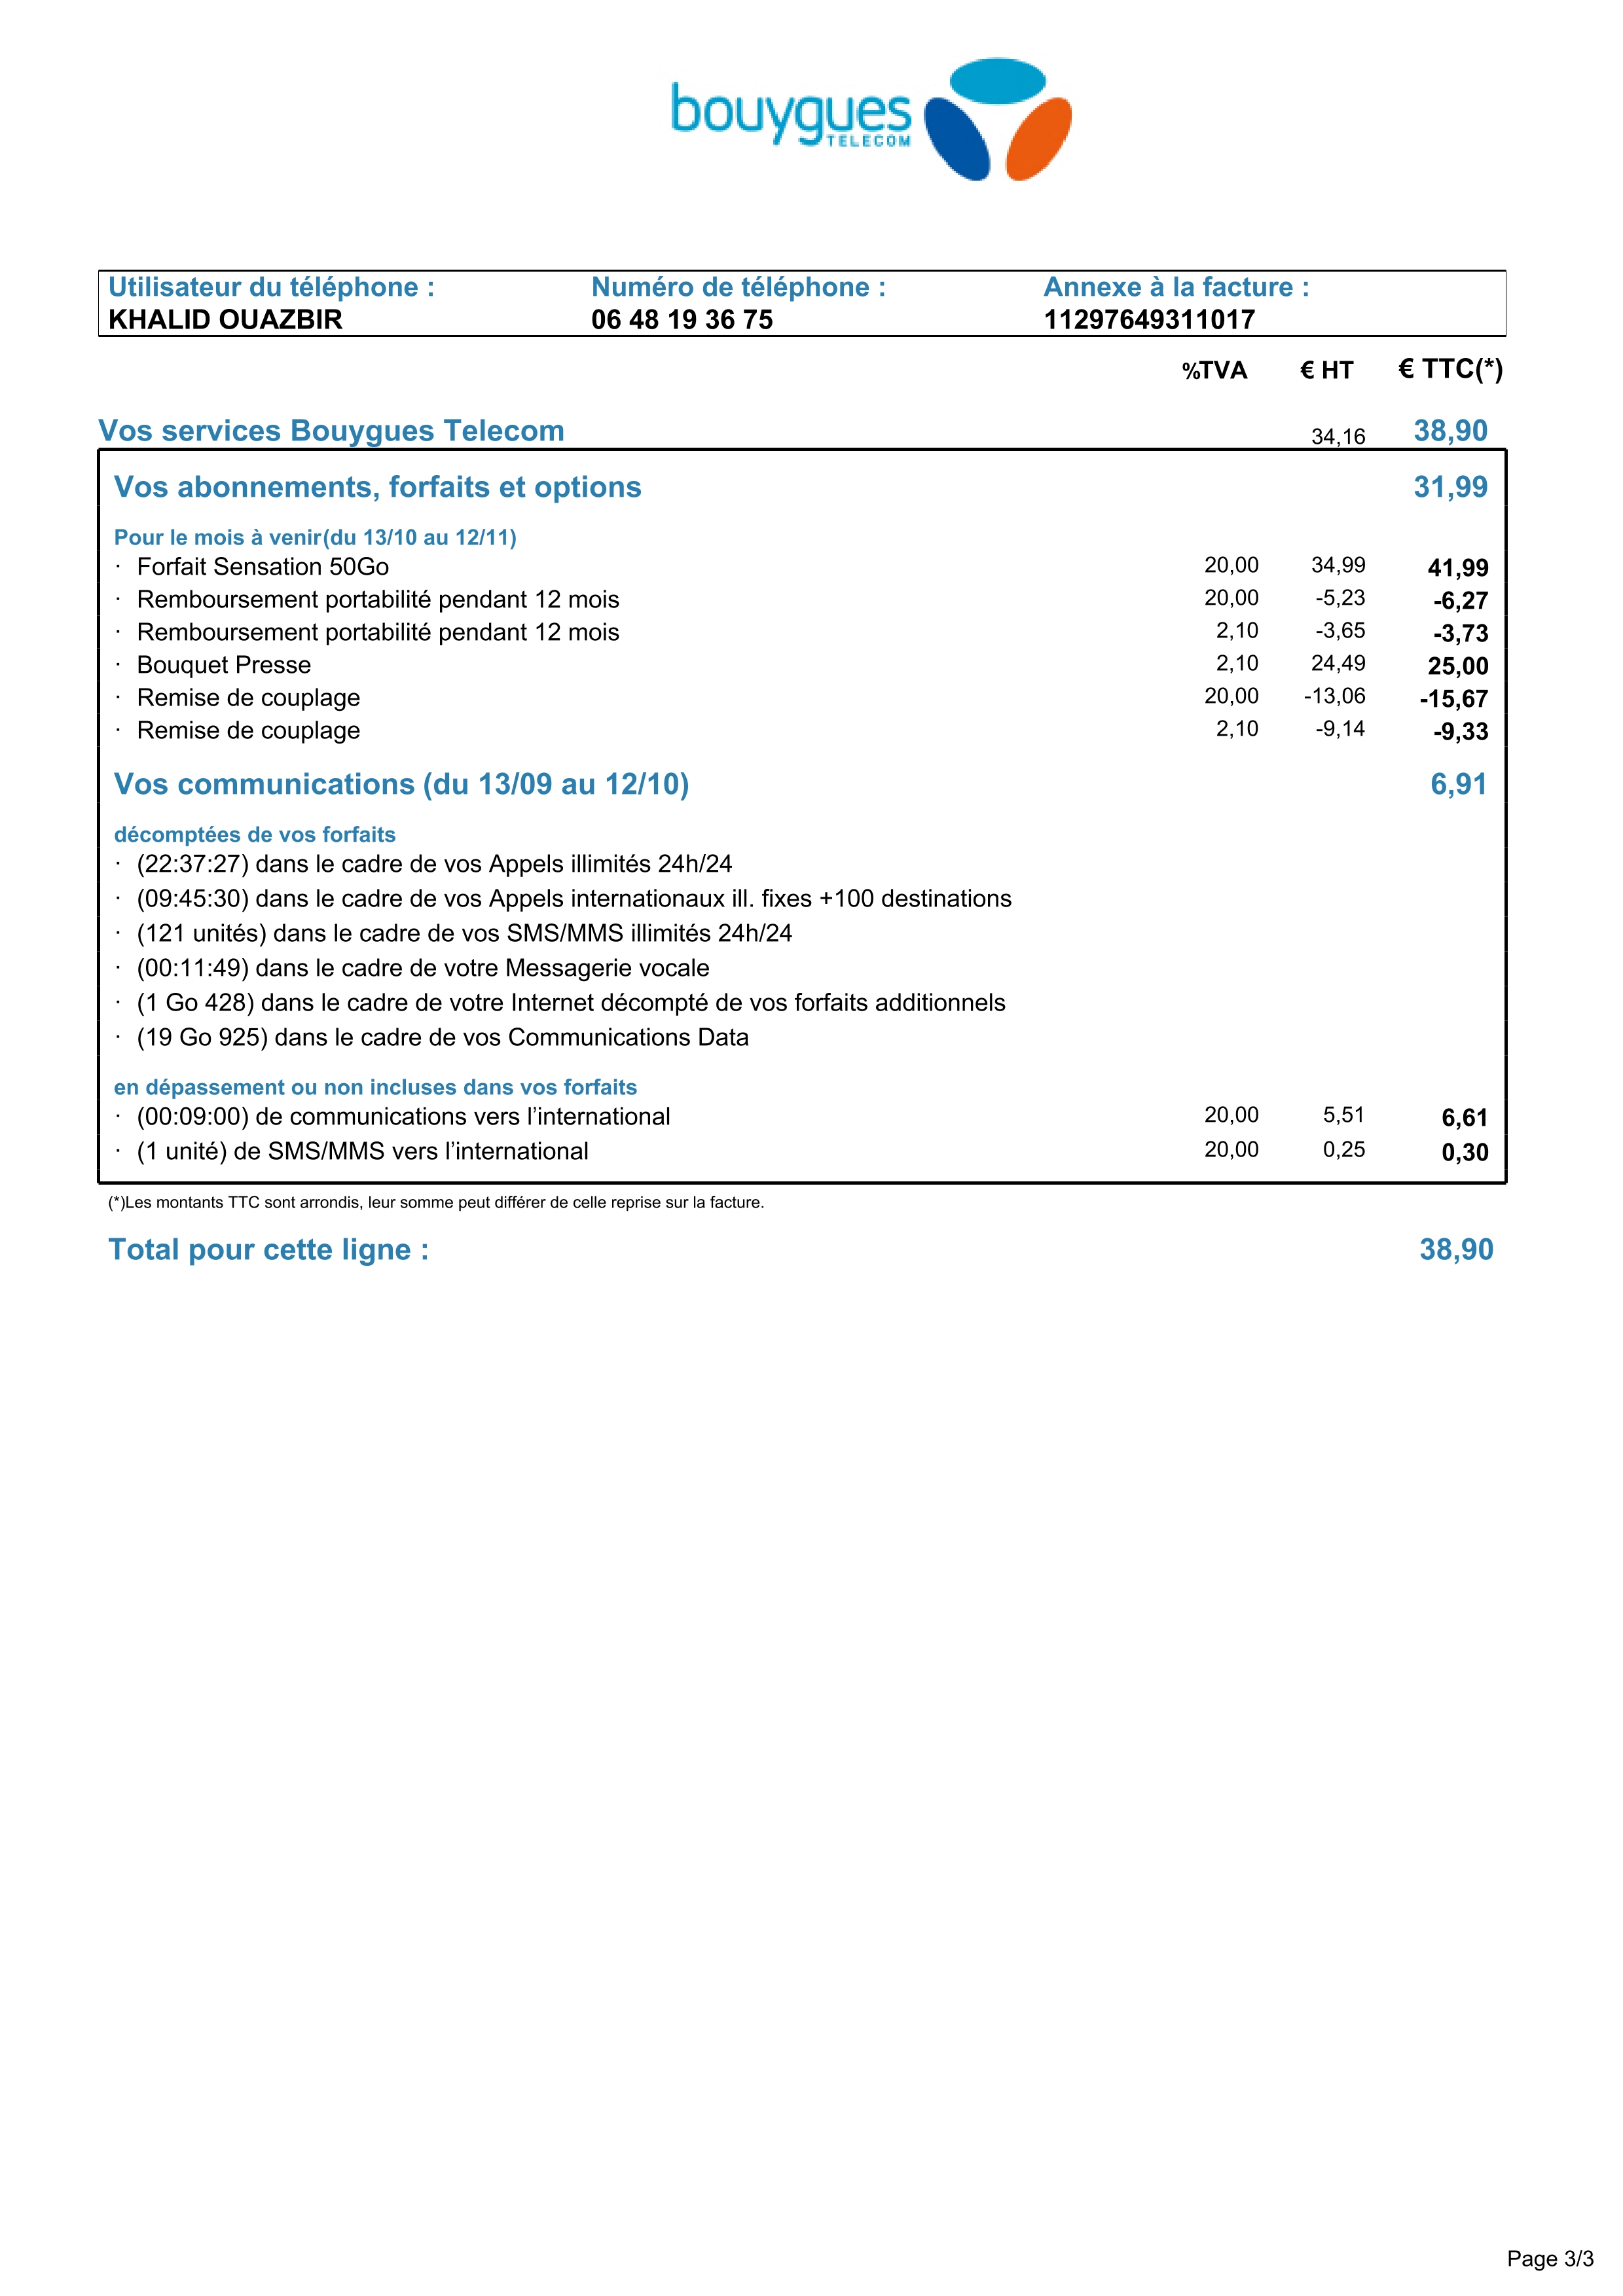 bouygues
TELECOM
Utilisateur du téléphone : Numéro de téléphone : Annexe à la facture :
KHALID OUAZBIR 06 48 19 36 75 11297649311017
%TVA € HT € TTC(*)
Vos services Bouygues Telecom 34,16 38,90
Vos abonnements, forfaits et options 31,99
Pour le mois à venir(du 13/10 au 12/11)
· Forfait Sensation 50Go 20,00 34,99 41,99
· Remboursement portabilité pendant 12 mois 20,00 -5,23 -6,27
· Remboursement portabilité pendant 12 mois 2,10 -3,65 -3,73
· Bouquet Presse 2,10 24,49 25,00
· Remise de couplage 20,00 -13,06 -15,67
· Remise de couplage 2,10 -9,14 -9,33
Vos communications (du 13/09 au 12/10) 6,91
décomptées de vos forfaits
· (22:37:27) dans le cadre de vos Appels illimités 24h/24
· (09:45:30) dans le cadre de vos Appels internationaux ill. fixes +100 destinations
· (121 unités) dans le cadre de vos SMS/MMS illimités 24h/24
· (00:11:49) dans le cadre de votre Messagerie vocale
· (1 Go 428) dans le cadre de votre Internet décompté de vos forfaits additionnels
· (19 Go 925) dans le cadre de vos Communications Data
en dépassement ou non incluses dans vos forfaits
· (00:09:00) de communications vers l’international 20,00 5,51 6,61
· (1 unité) de SMS/MMS vers l’international 20,00 0,25 0,30
(*)Les montants TTC sont arrondis, leur somme peut différer de celle reprise sur la facture.
Total pour cette ligne : 38,90
Page 3/3